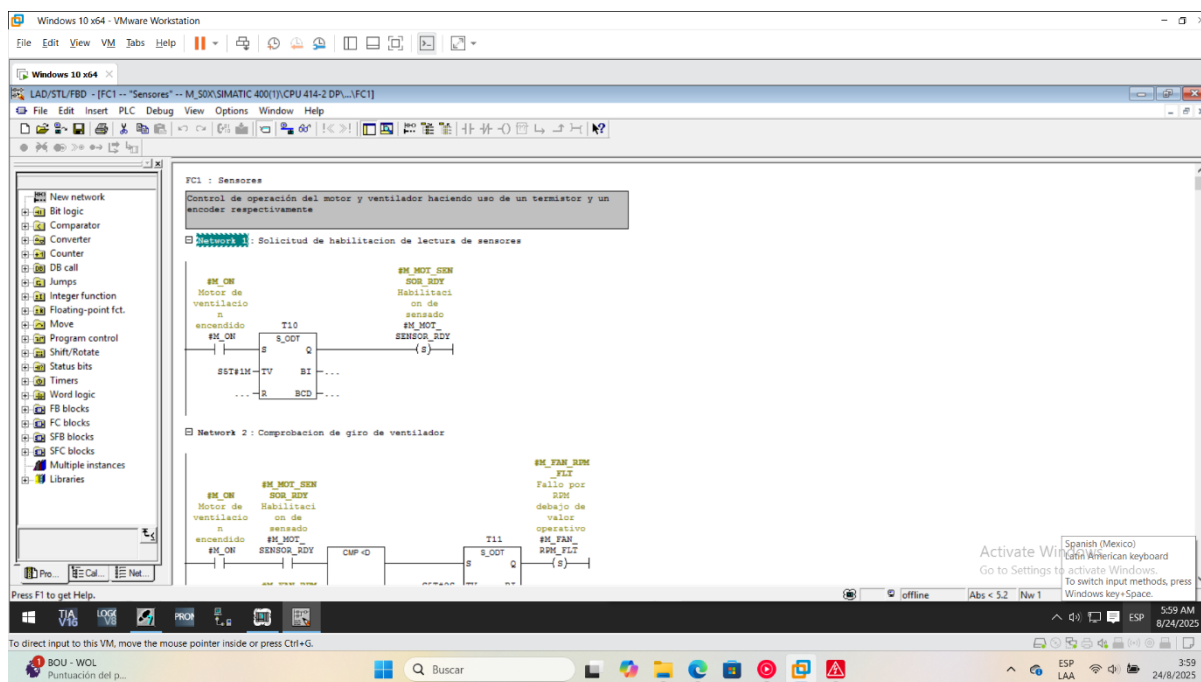 Windows 10 x64 - VMware Workstation
File Edit View VM Tabs Help
Windows 10 x64
LAD/STL/FBD - [FC1 -- "Sensores" -- M_S0X\SIMATIC 400(1)\CPU 414-2 DP\...\FC1]
File Edit Insert PLC Debug View Options Window Help
New network
Bit logic
Comparator
Converter
Counter
DB call
Jumps
Integer function
Floating-point fct.
Move
Program control
Shift/Rotate
Status bits
Timers
Word logic
FB blocks
FC blocks
SFB blocks
SFC blocks
Multiple instances
Libraries
Pro... Cal... Net...
FC1 : Sensores
Control de operación del motor y ventilador haciendo uso de un termistor y un
encoder respectivamente
Network 1: Solicitud de habilitacion de lectura de sensores
#M_ON
Motor de
ventilacio
n
encendido
#M_ON
T10
S_ODT
S Q
S5T#1M TV BI ...
... R BCD ...
#M_MOT_SEN
SOR_RDY
Habilitaci
on de
sensado
#M_MOT_
SENSOR_RDY
(S)
Network 2 : Comprobacion de giro de ventilador
#M_ON
Motor de
ventilacio
n
encendido
#M_ON
#M_MOT_SEN
SOR_RDY
Habilitaci
on de
sensado
#M_MOT_
SENSOR_RDY
CMP <D
T11
S_ODT
S Q
#M_FAN_RPM
_FLT
Fallo por
RPM
debajo de
valor
operativo
#M_FAN_
RPM_FLT
(S)
Activate Windows
Go to Settings to activate Windows.
Spanish (Mexico)
Latin American keyboard
To switch input methods, press
Windows key+Space.
Press F1 to get Help.
offline Abs < 5.2 Nw 1
TIA V16
ESP
5:59 AM
8/24/2025
To direct input to this VM, move the mouse pointer inside or press Ctrl+G.
1
BOU - WOL
Puntuación del p...
Buscar
ESP
LAA
3:59
24/8/2025